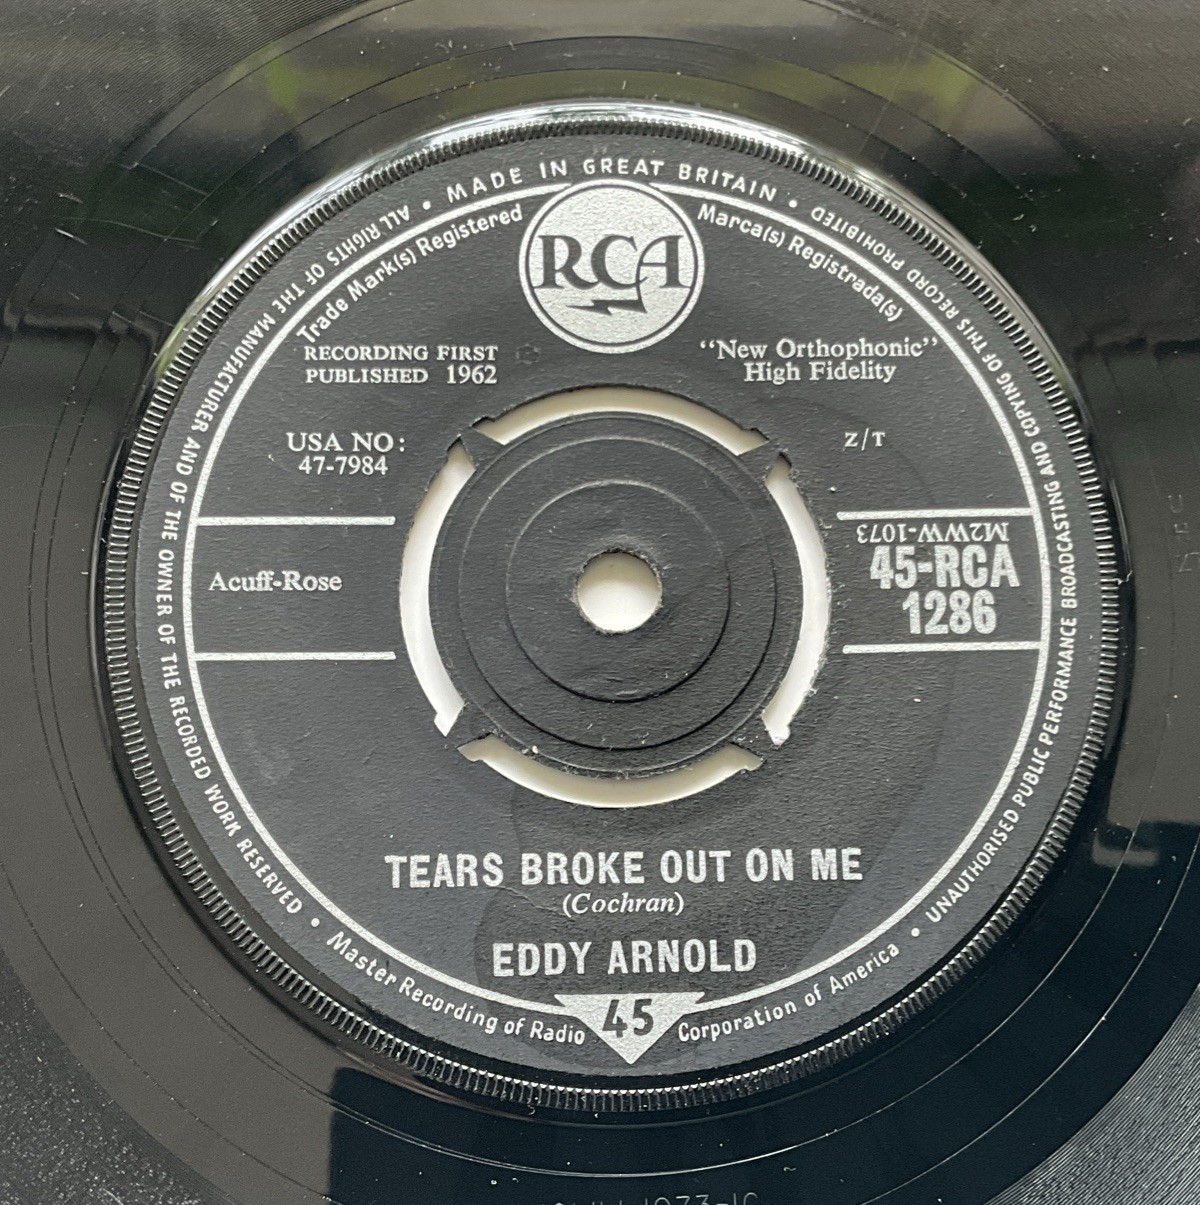 MADE IN GREAT BRITAIN • UNAUTHORISED PUBLIC PERFORMANCE BROADCASTING AND COPYING OF THIS RECORD PROHIBITED •
ALL RIGHTS OF THE MANUFACTURER AND OF THE OWNER OF THE RECORDED WORK RESERVED •
Trade Mark(s) Registered
RCA
Marca(s) Registrada(s)
RECORDING FIRST
PUBLISHED 1962
“New Orthophonic”
High Fidelity
USA NO:
47-7984
Z/T
Acuff-Rose
M2WW-1073
45-RCA
1286
TEARS BROKE OUT ON ME
(Cochran)
EDDY ARNOLD
45
Master Recording of Radio Corporation of America